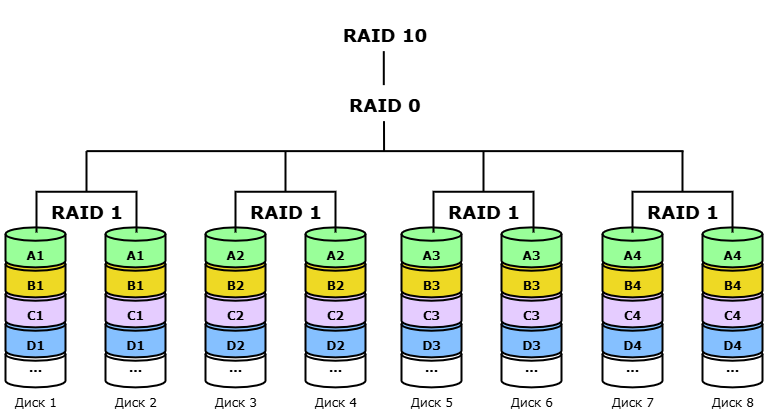 RAID 10
RAID 0
RAID 1 RAID 1 RAID 1 RAID 1
A1 A1 A2 A2 A3 A3 A4 A4
B1 B1 B2 B2 B3 B3 B4 B4
C1 C1 C2 C2 C3 C3 C4 C4
D1 D1 D2 D2 D3 D3 D4 D4
... ... ... ... ... ... ... ...
Диск 1 Диск 2 Диск 3 Диск 4 Диск 5 Диск 6 Диск 7 Диск 8